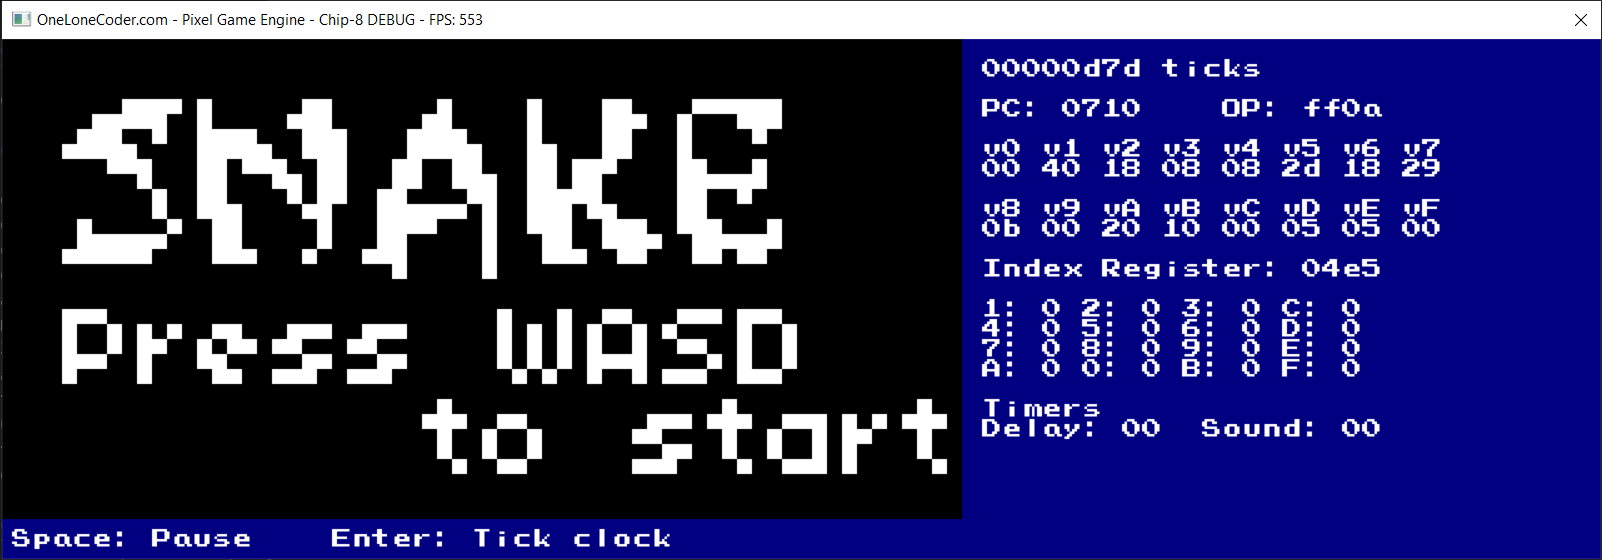 OneLoneCoder.com - Pixel Game Engine - Chip-8 DEBUG - FPS: 553
SNAKE
Press WASD
to start
00000d7d ticks
PC: 0710 OP: ff0a
v0 v1 v2 v3 v4 v5 v6 v7
00 40 18 08 08 2d 18 29
v8 v9 vA vB vC vD vE vF
0b 00 20 10 00 05 05 00
Index Register: 04e5
1: 0 2: 0 3: 0 C: 0
4: 0 5: 0 6: 0 D: 0
7: 0 8: 0 9: 0 E: 0
A: 0 0: 0 B: 0 F: 0
Timers
Delay: 00 Sound: 00
Space: Pause Enter: Tick clock